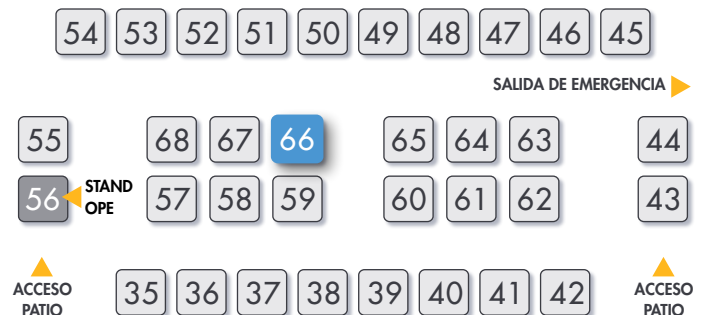 54 53 52 51 50 49 48 47 46 45
SALIDA DE EMERGENCIA
55 68 67 66 65 64 63 44
56 STAND OPE 57 58 59 60 61 62 43
ACCESO PATIO 35 36 37 38 39 40 41 42 ACCESO PATIO